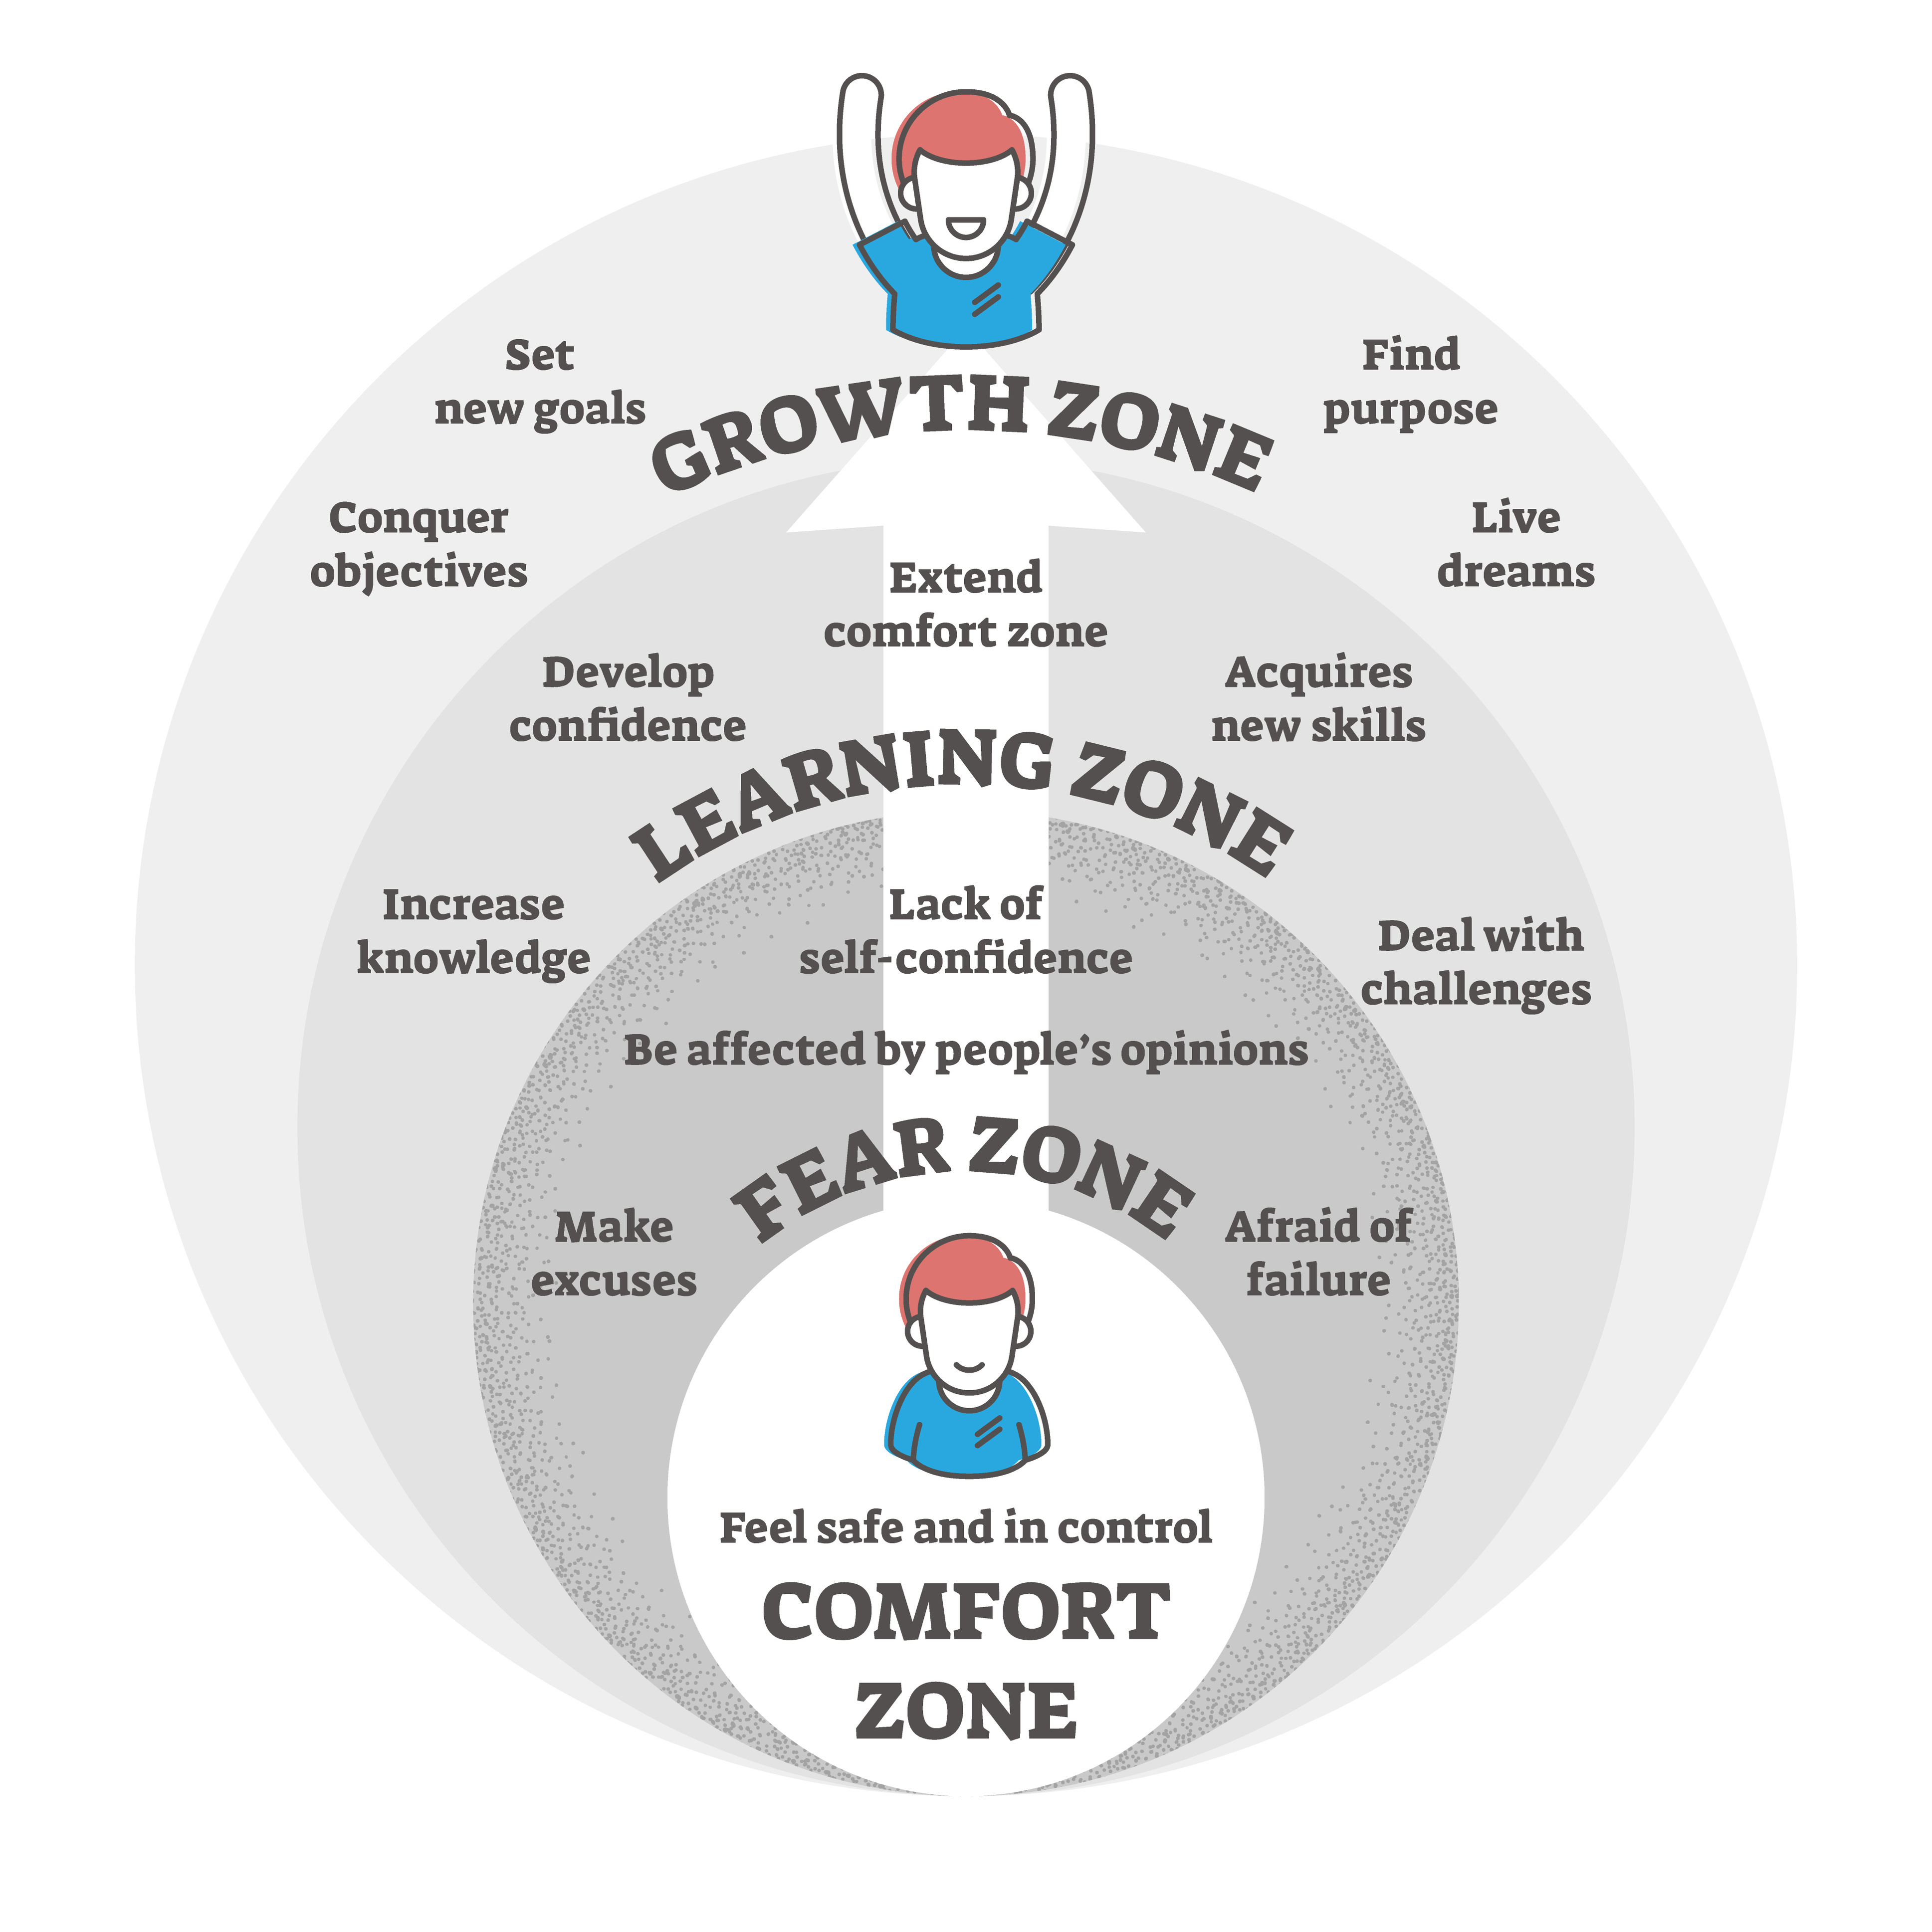 Set
new goals
Find
purpose
GROWTH ZONE
Conquer
objectives
Live
dreams
Extend
comfort zone
Develop
confidence
Acquires
new skills
LEARNING ZONE
Increase
knowledge
Lack of
self-confidence
Deal with
challenges
Be affected by people's opinions
FEAR ZONE
Make
excuses
Afraid of
failure
Feel safe and in control
COMFORT
ZONE